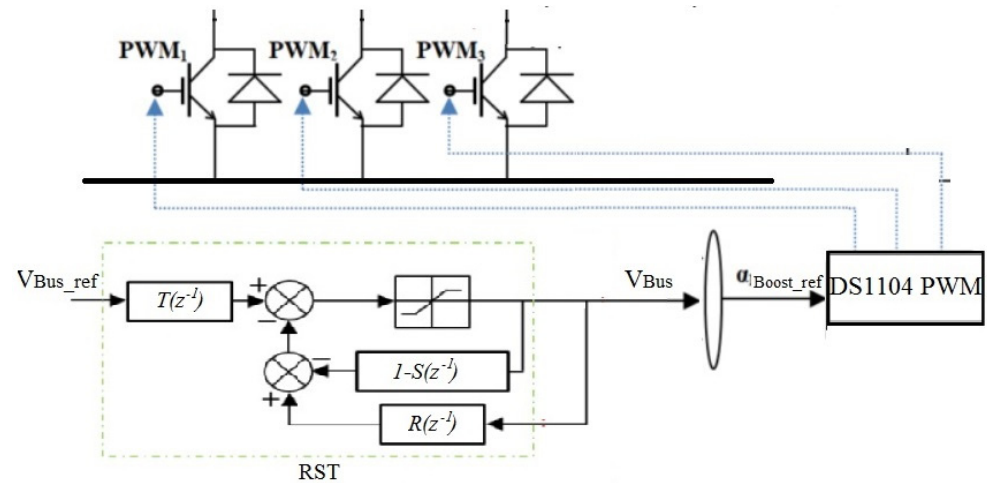 PWM1 PWM2 PWM3
VBus_ref
T(z-1)
+
−
VBus
αBoost_ref
DS1104 PWM
−
1-S(z-1)
+
R(z-1)
RST